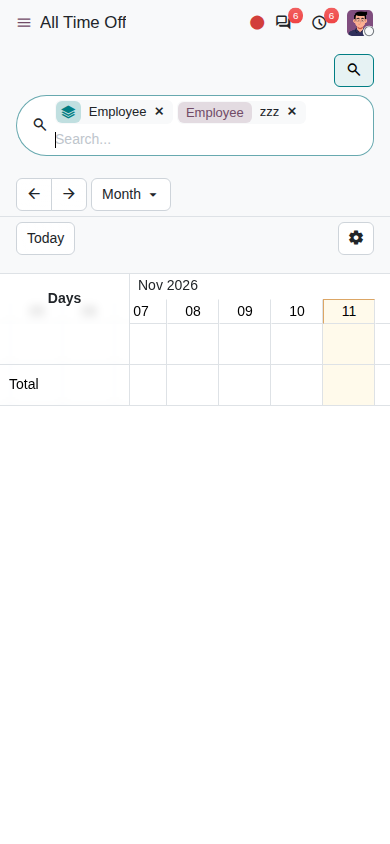 All Time Off
6
6
Employee
Employee zzz
Search...
Month
Today
Days
Nov 2026
07 08 09 10 11
Total